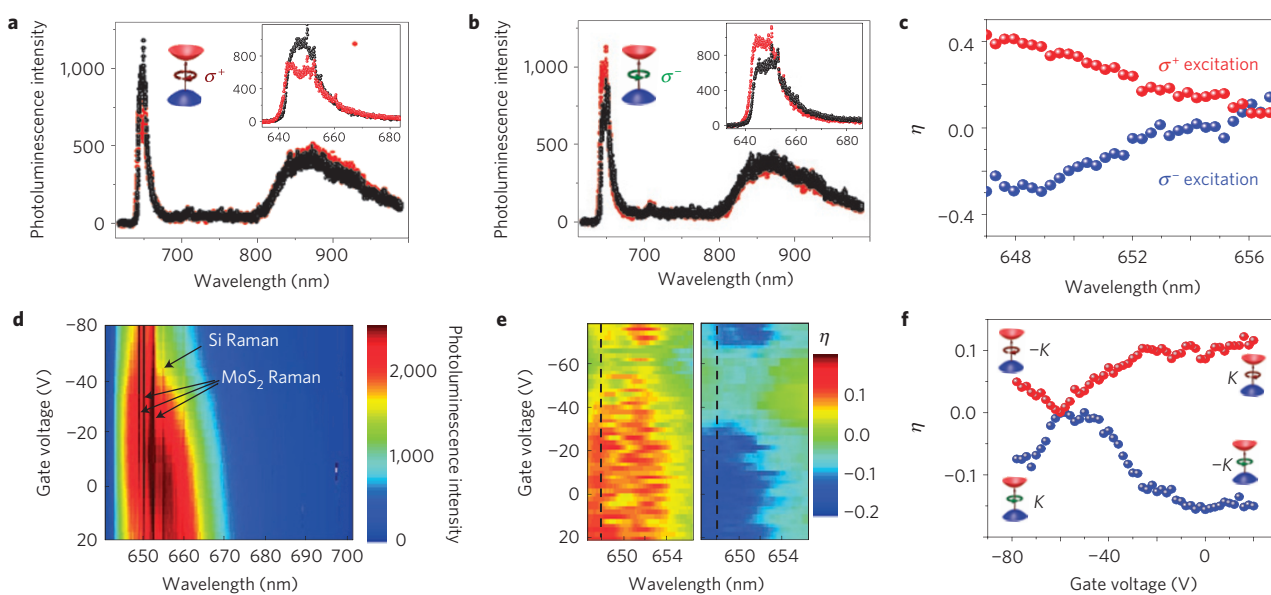 a
Photoluminescence intensity
1,000
500
0
700
800
900
Wavelength (nm)
σ+
800
400
0
640
660
680
b
Photoluminescence intensity
1,000
500
0
700
800
900
Wavelength (nm)
σ−
800
400
0
640
660
680
c
η
0.4
0.0
−0.4
648
652
656
Wavelength (nm)
σ+ excitation
σ− excitation
d
Gate voltage (V)
−80
−60
−40
−20
0
20
650
660
670
690
700
Wavelength (nm)
Si Raman
MoS2 Raman
Photoluminescence intensity
2,000
1,000
0
e
Gate voltage (V)
−60
−40
−20
0
20
650
654
650
654
Wavelength (nm)
η
0.1
0.0
−0.1
−0.2
f
η
0.1
0.0
−0.1
−80
−40
0
Gate voltage (V)
−K
K
−K
K